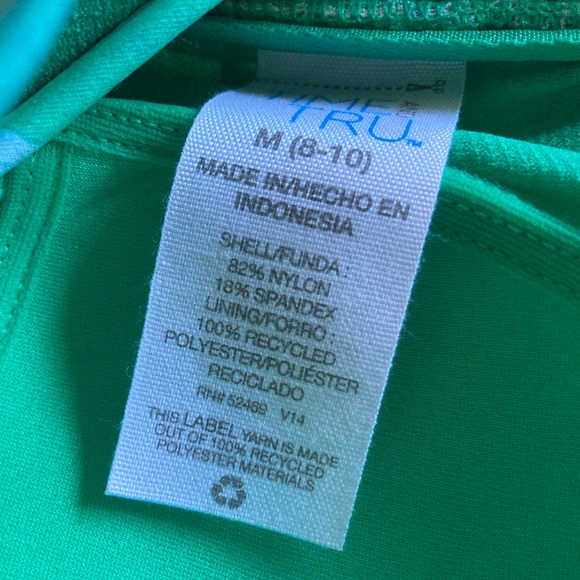 TRU™
M (8-10)
MADE IN/HECHO EN
INDONESIA
SHELL/FUNDA :
82% NYLON
18% SPANDEX
LINING/FORRO :
100% RECYCLED
POLYESTER/POLIÉSTER
RECICLADO
RN# 52469 V14
THIS LABEL YARN IS MADE
OUT OF 100% RECYCLED
POLYESTER MATERIALS